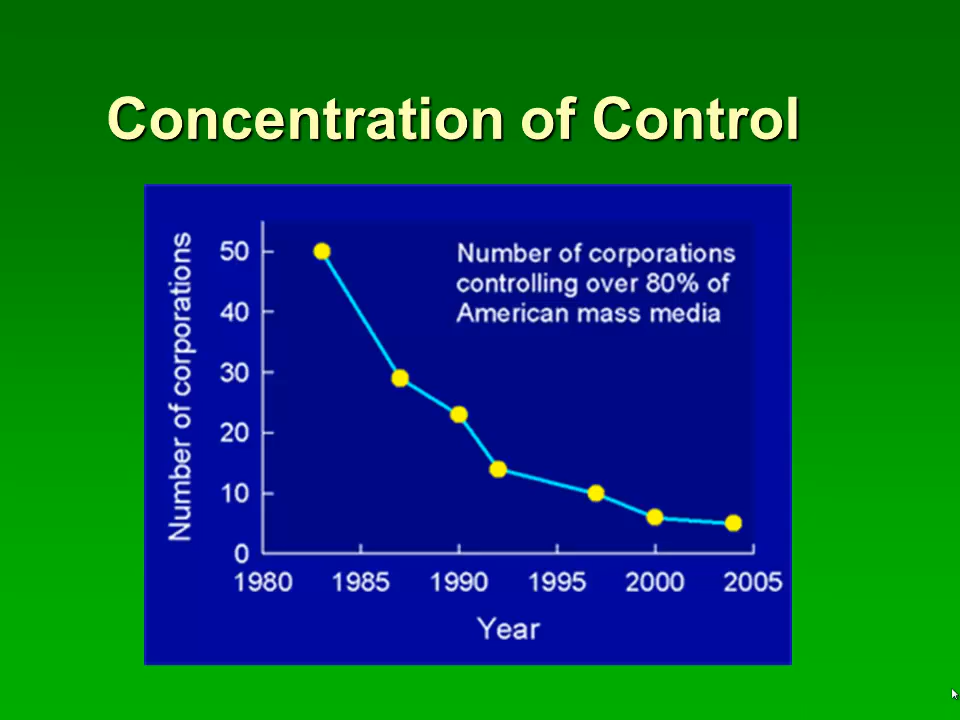 Concentration of Control
Number of corporations
controlling over 80% of
American mass media
Number of corporations
50
40
30
20
10
0
1980 1985 1990 1995 2000 2005
Year